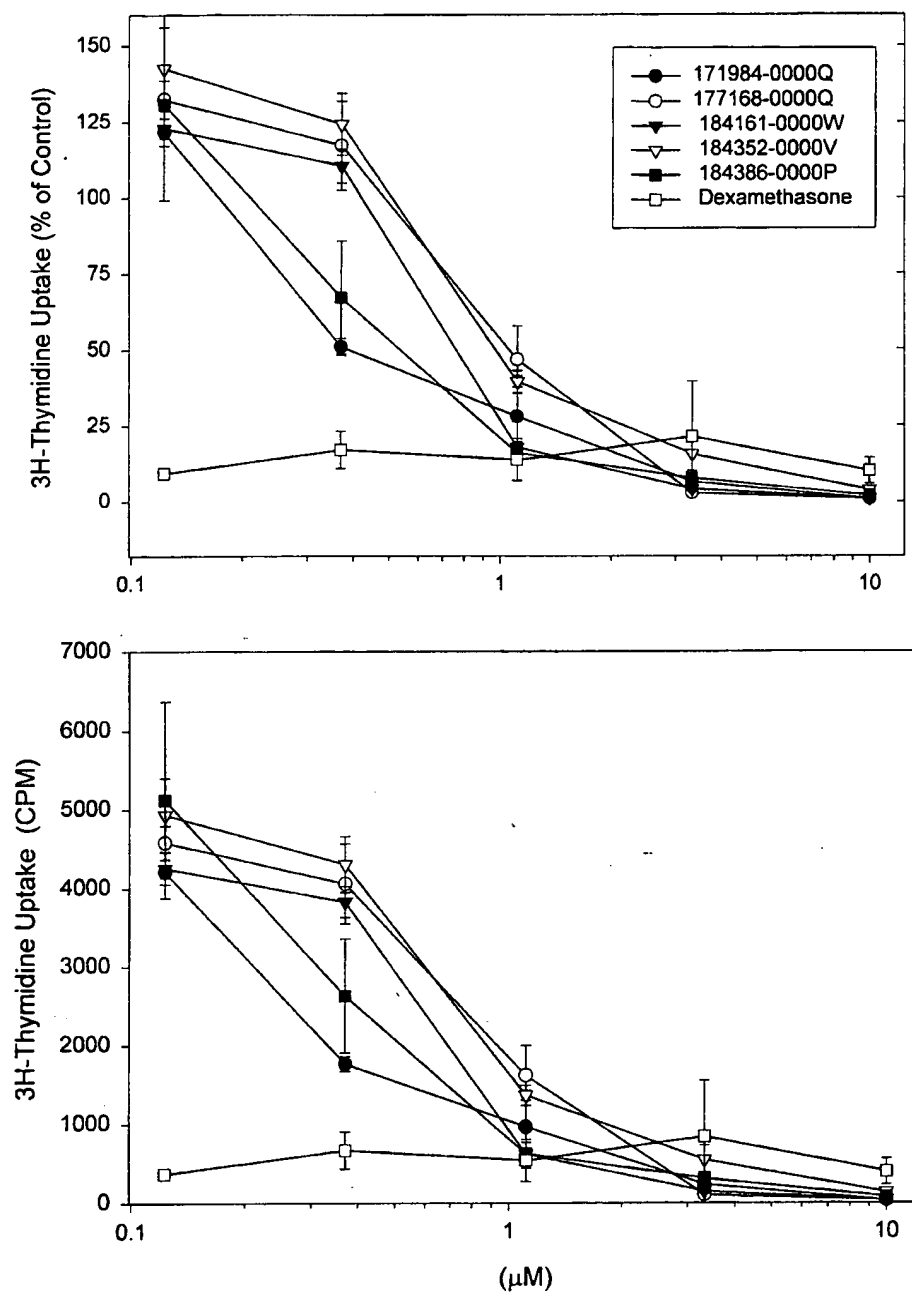 3H-Thymidine Uptake (% of Control)
150
125
100
75
50
25
0
171984-0000Q
177168-0000Q
184161-0000W
184352-0000V
184386-0000P
Dexamethasone
0.1
1
10
3H-Thymidine Uptake (CPM)
7000
6000
5000
4000
3000
2000
1000
0
0.1
1
10
(µM)